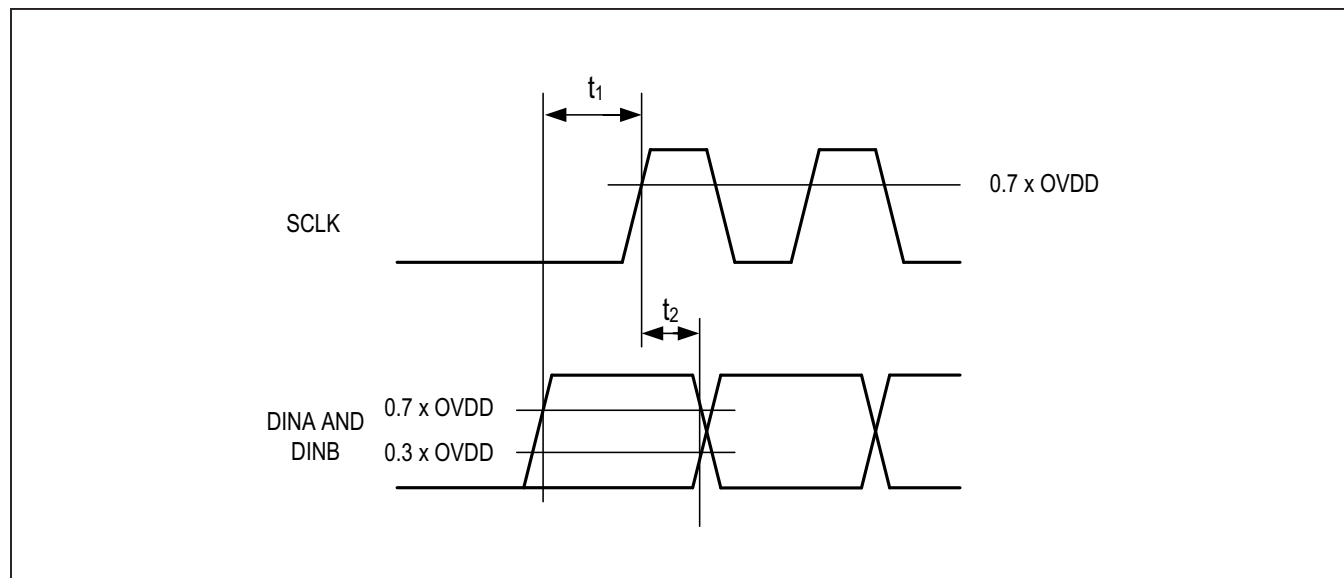 t₁
0.7 x OVDD
SCLK
t₂
0.7 x OVDD
DINA AND
DINB
0.3 x OVDD